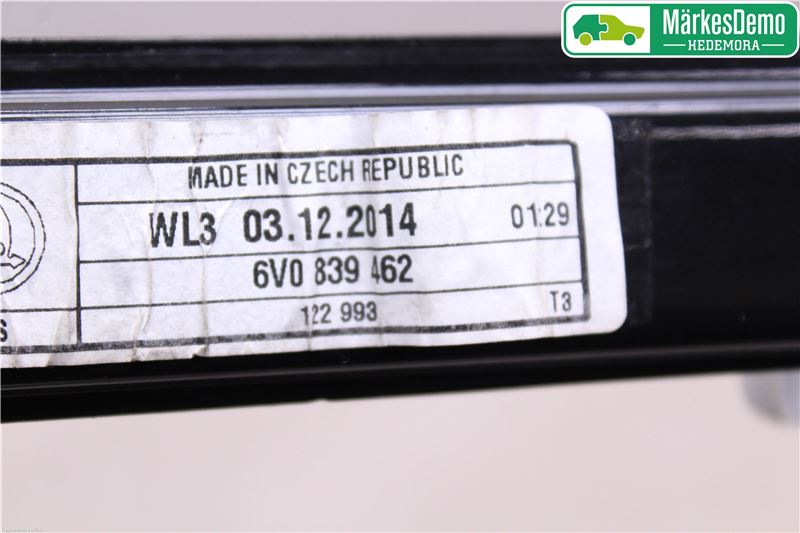 MärkesDemo
HEDEMORA
MADE IN CZECH REPUBLIC
WL3 03.12.2014 01:29
6V0 839 462
122 993 T3
S